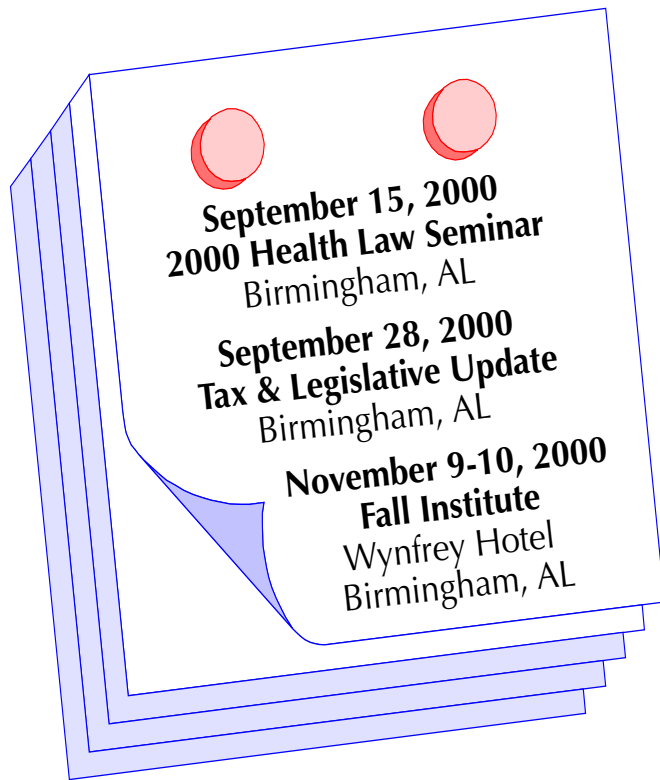 September 15, 2000
2000 Health Law Seminar
Birmingham, AL
September 28, 2000
Tax & Legislative Update
Birmingham, AL
November 9-10, 2000
Fall Institute
Wynfrey Hotel
Birmingham, AL